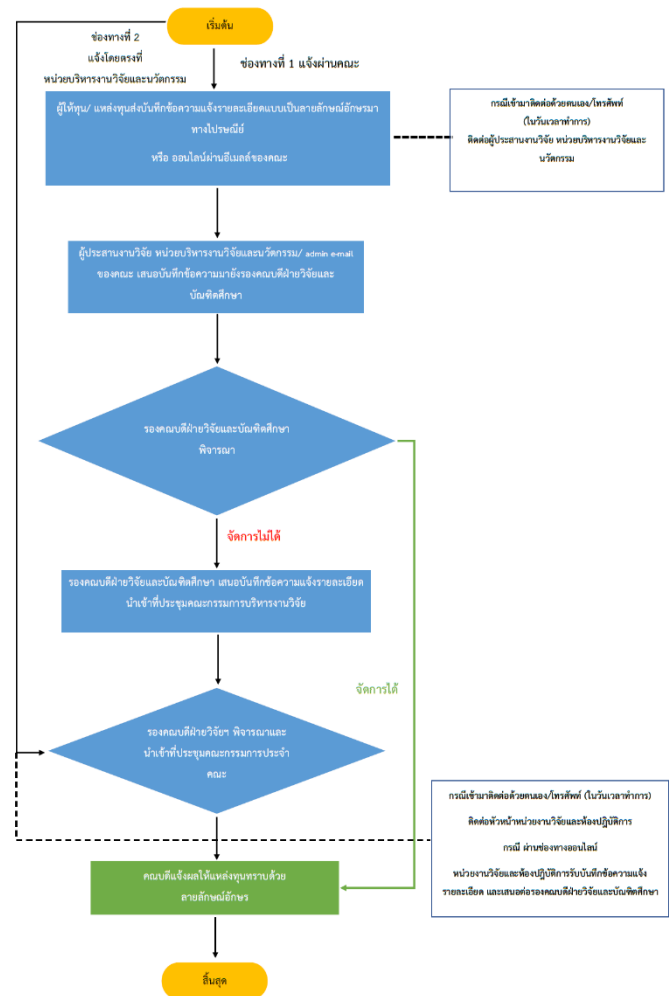 เริ่มต้น
ช่องทางที่ 2
แจ้งโดยตรงที่
หน่วยบริหารงานวิจัยและนวัตกรรม
ช่องทางที่ 1 แจ้งผ่านคณะ
ผู้ให้ทุน/ แหล่งทุนส่งบันทึกข้อความแจ้งรายละเอียดแบบเป็นลายลักษณ์อักษรมา
ทางไปรษณีย์
หรือ ออนไลน์ผ่านอีเมลล์ของคณะ
กรณีเข้ามาติดต่อด้วยตนเอง/โทรศัพท์
(ในวันเวลาทำการ)
ติดต่อผู้ประสานงานวิจัย หน่วยบริหารงานวิจัยและ
นวัตกรรม
ผู้ประสานงานวิจัย หน่วยบริหารงานวิจัยและนวัตกรรม/ admin e-mail
ของคณะ เสนอบันทึกข้อความมายังรองคณบดีฝ่ายวิจัยและ
บัณฑิตศึกษา
รองคณบดีฝ่ายวิจัยและบัณฑิตศึกษา
พิจารณา
จัดการไม่ได้
รองคณบดีฝ่ายวิจัยและบัณฑิตศึกษา เสนอบันทึกข้อความแจ้งรายละเอียด
นำเข้าที่ประชุมคณะกรรมการบริหารงานวิจัย
จัดการได้
รองคณบดีฝ่ายวิจัยฯ พิจารณาและ
นำเข้าที่ประชุมคณะกรรมการประจำ
คณะ
กรณีเข้ามาติดต่อด้วยตนเอง/โทรศัพท์ (ในวันเวลาทำการ)
ติดต่อหัวหน้าหน่วยงานวิจัยและห้องปฏิบัติการ
กรณี ผ่านช่องทางออนไลน์
หน่วยงานวิจัยและห้องปฏิบัติการรับบันทึกข้อความแจ้ง
รายละเอียด และเสนอต่อรองคณบดีฝ่ายวิจัยและบัณฑิตศึกษา
คณบดีแจ้งผลให้แหล่งทุนทราบด้วย
ลายลักษณ์อักษร
สิ้นสุด